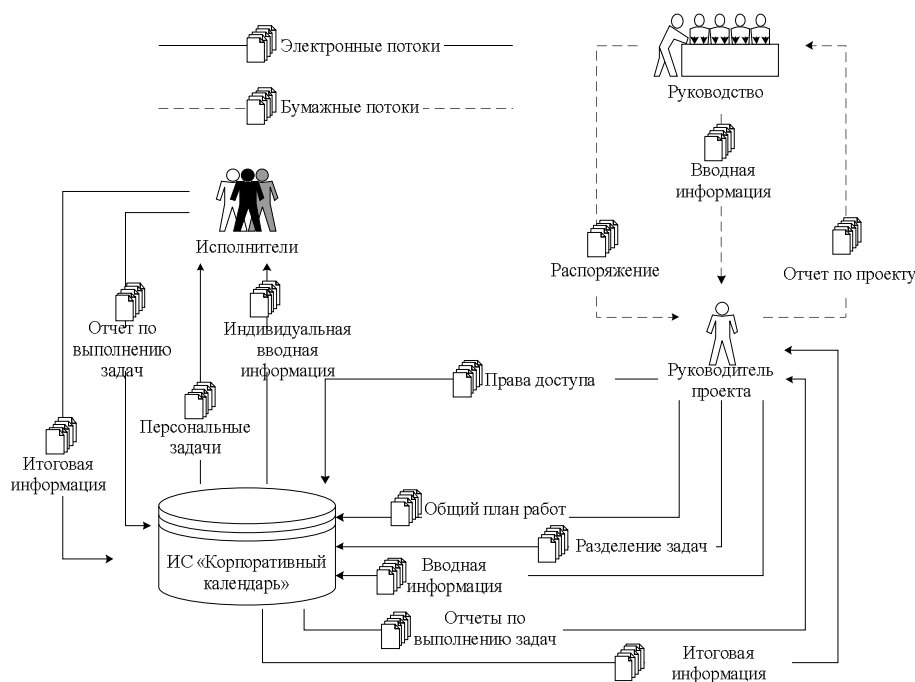 Электронные потоки
Бумажные потоки
Руководство
Вводная
информация
Исполнители
Распоряжение
Отчет по проекту
Отчет по
выполнению
задач
Индивидуальная
вводная
информация
Руководитель
проекта
Права доступа
Персональные
задачи
Итоговая
информация
Общий план работ
Разделение задач
ИС «Корпоративный
календарь»
Вводная
информация
Отчеты по
выполнению задач
Итоговая
информация